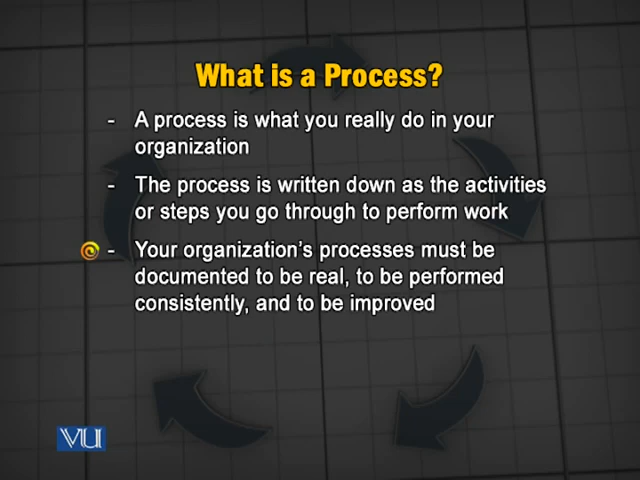 What is a Process?
- A process is what you really do in your
organization
- The process is written down as the activities
or steps you go through to perform work
- Your organization's processes must be
documented to be real, to be performed
consistently, and to be improved
VU